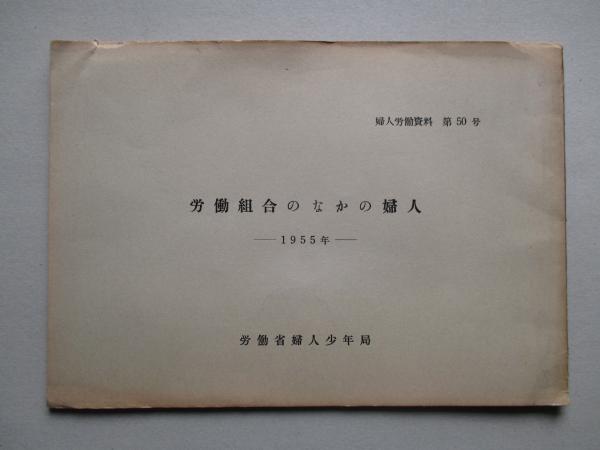 婦人労働資料 第50号
労働組合のなかの婦人
── 1955年 ──
労働省婦人少年局